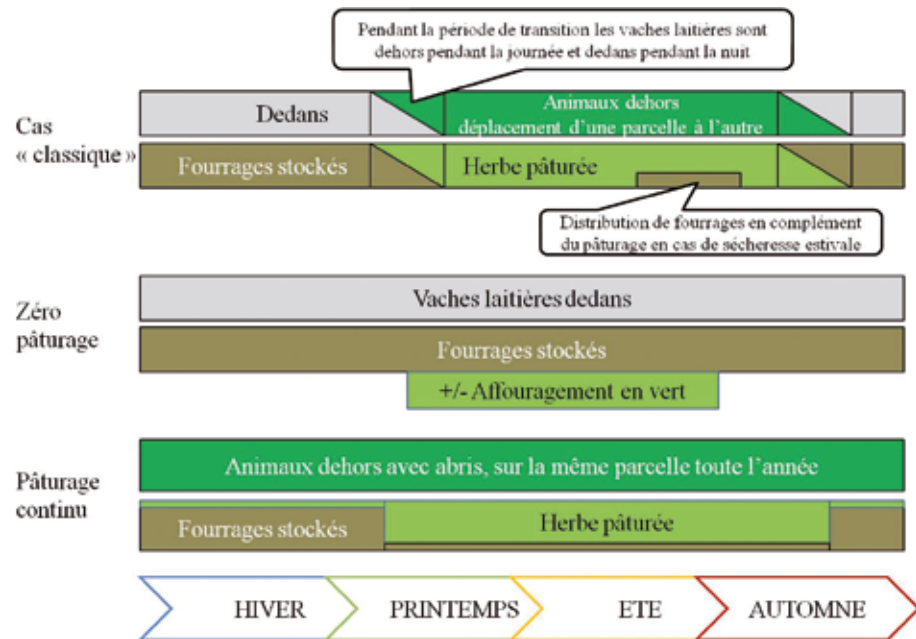 Pendant la période de transition les vaches laitières sont
dehors pendant la journée et dedans pendant la nuit
Cas
« classique »
Dedans
Animaux dehors
déplacement d'une parcelle à l'autre
Fourrages stockés
Herbe pâturée
Distribution de fourrages en complément
du pâturage en cas de sécheresse estivale
Zéro
pâturage
Vaches laitières dedans
Fourrages stockés
+/- Affouragement en vert
Pâturage
continu
Animaux dehors avec abris, sur la même parcelle toute l'année
Fourrages stockés
Herbe pâturée
HIVER
PRINTEMPS
ETE
AUTOMNE